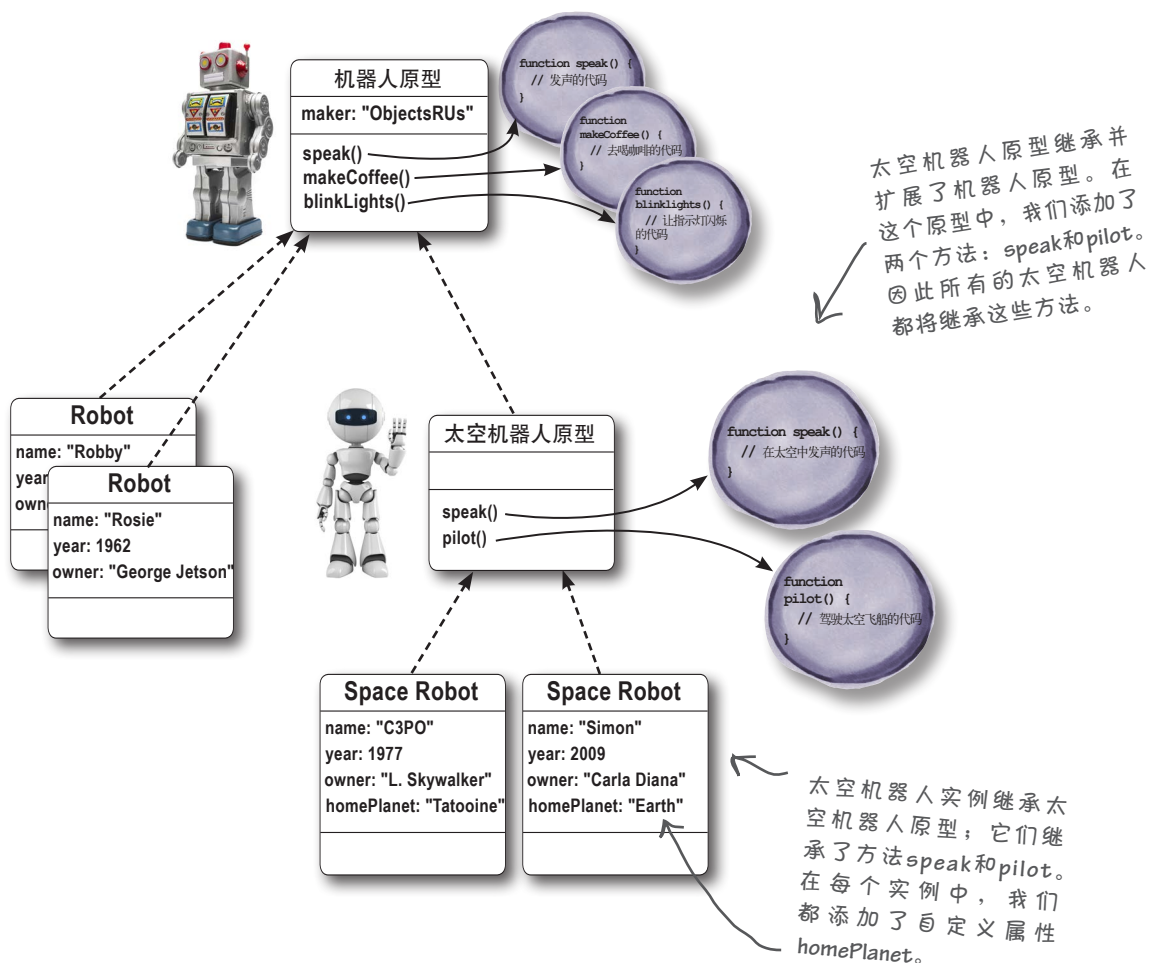 机器人原型
maker: "ObjectsRUs"
speak()
makeCoffee()
blinkLights()
function speak() {
// 发声的代码
}
function
makeCoffee() {
// 去喝咖啡的代码
}
function
blinklights() {
// 让指示灯闪烁
的代码
}
太空机器人原型继承并
扩展了机器人原型。在
这个原型中，我们添加了
两个方法：speak和pilot。
因此所有的太空机器人
都将继承这些方法。
Robot
name: "Robby"
year
own
Robot
name: "Rosie"
year: 1962
owner: "George Jetson"
太空机器人原型
speak()
pilot()
function speak() {
// 在太空中发声的代码
}
function
pilot() {
// 驾驶太空飞船的代码
}
Space Robot
name: "C3PO"
year: 1977
owner: "L. Skywalker"
homePlanet: "Tatooine"
Space Robot
name: "Simon"
year: 2009
owner: "Carla Diana"
homePlanet: "Earth"
太空机器人实例继承太
空机器人原型；它们继
承了方法speak和pilot。
在每个实例中，我们
都添加了自定义属性
homePlanet。